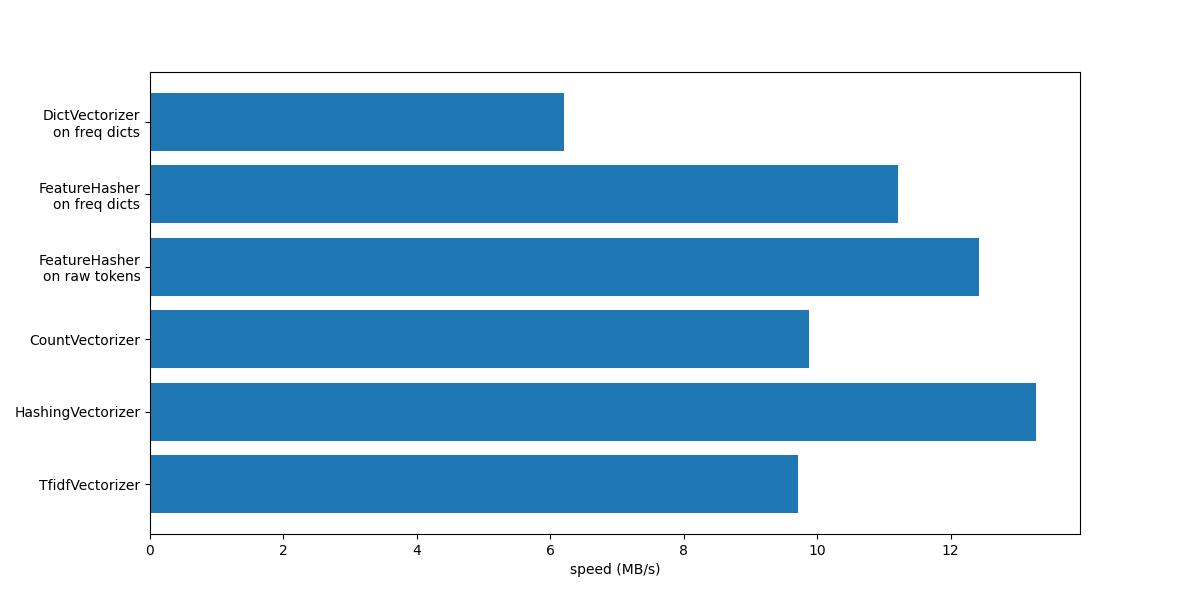 DictVectorizer
on freq dicts
FeatureHasher
on freq dicts
FeatureHasher
on raw tokens
CountVectorizer
HashingVectorizer
TfidfVectorizer
0 2 4 6 8 10 12
speed (MB/s)